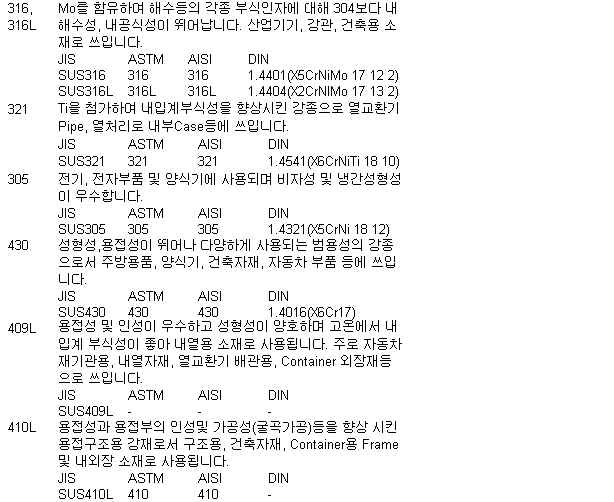 316, Mo를 함유하며 해수등의 각종 부식인자에 대해 304보다 내
316L 해수성, 내공식성이 뛰어납니다. 산업기기, 강관, 건축용 소
재로 쓰입니다.
JIS ASTM AISI DIN
SUS316 316 316 1.4401(X5CrNiMo 17 12 2)
SUS316L 316L 316L 1.4404(X2CrNIMo 17 13 2)
321 Ti을 첨가하며 내입계부식성을 향상시킨 강종으로 열교환기
Pipe, 열처리로 내부Case등에 쓰입니다.
JIS ASTM AISI DIN
SUS321 321 321 1.4541(X6CrNiTi 18 10)
305 전기, 전자부품 및 양식기에 사용되며 비자성 및 냉간성형성
이 우수합니다.
JIS ASTM AISI DIN
SUS305 305 305 1.4321(X5CrNi 18 12)
430 성형성,용접성이 뛰어나 다양하게 사용되는 범용성의 강종
으로서 주방용품, 양식기, 건축자재, 자동차 부품 등에 쓰입
니다.
JIS ASTM AISI DIN
SUS430 430 430 1.4016(X6Cr17)
409L 용접성 및 인성이 우수하고 성형성이 양호하며 고온에서 내
입계 부식성이 좋아 내열용 소재로 사용됩니다. 주로 자동차
재기관용, 내열자재, 열교환기 배관용, Container 외장재등
으로 쓰입니다.
JIS ASTM AISI DIN
SUS409L - - -
410L 용접성과 용접부의 인성및 가공성(굴곡가공)등을 향상 시킨
용접구조용 강재로서 구조용, 건축자재, Container용 Frame
및 내외장 소재로 사용됩니다.
JIS ASTM AISI DIN
SUS410L 410 410 -